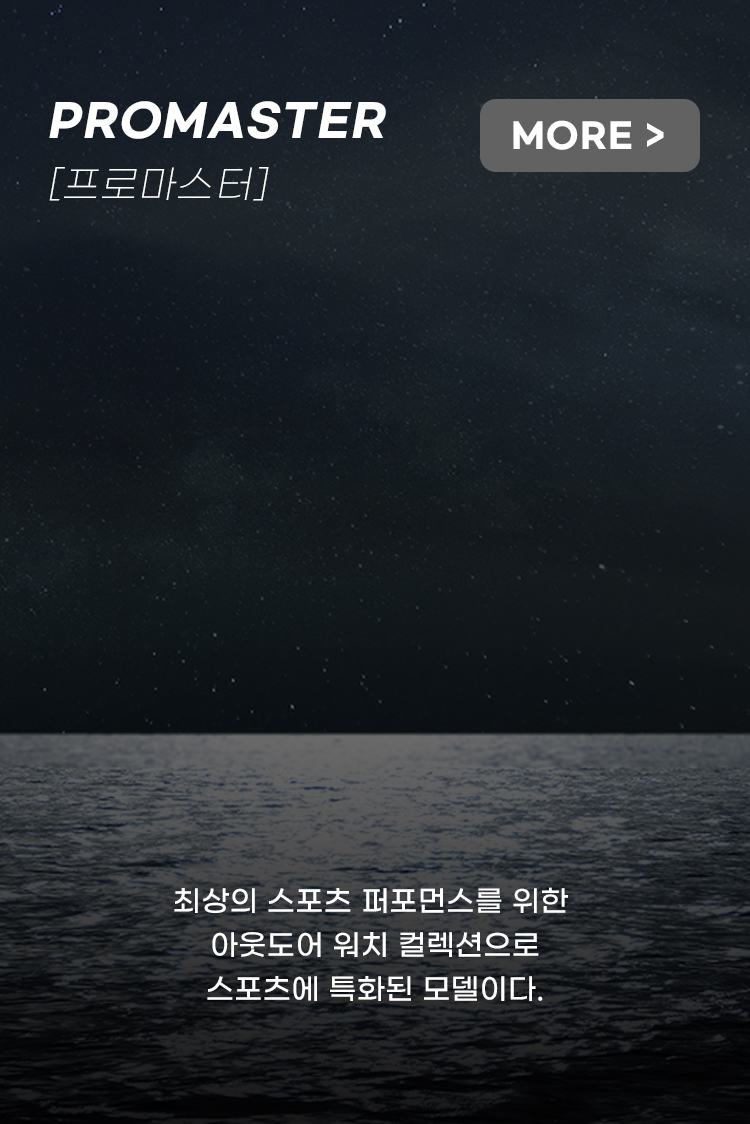 PROMASTER
MORE >
[프로마스터]
최상의 스포츠 퍼포먼스를 위한
아웃도어 워치 컬렉션으로
스포츠에 특화된 모델이다.